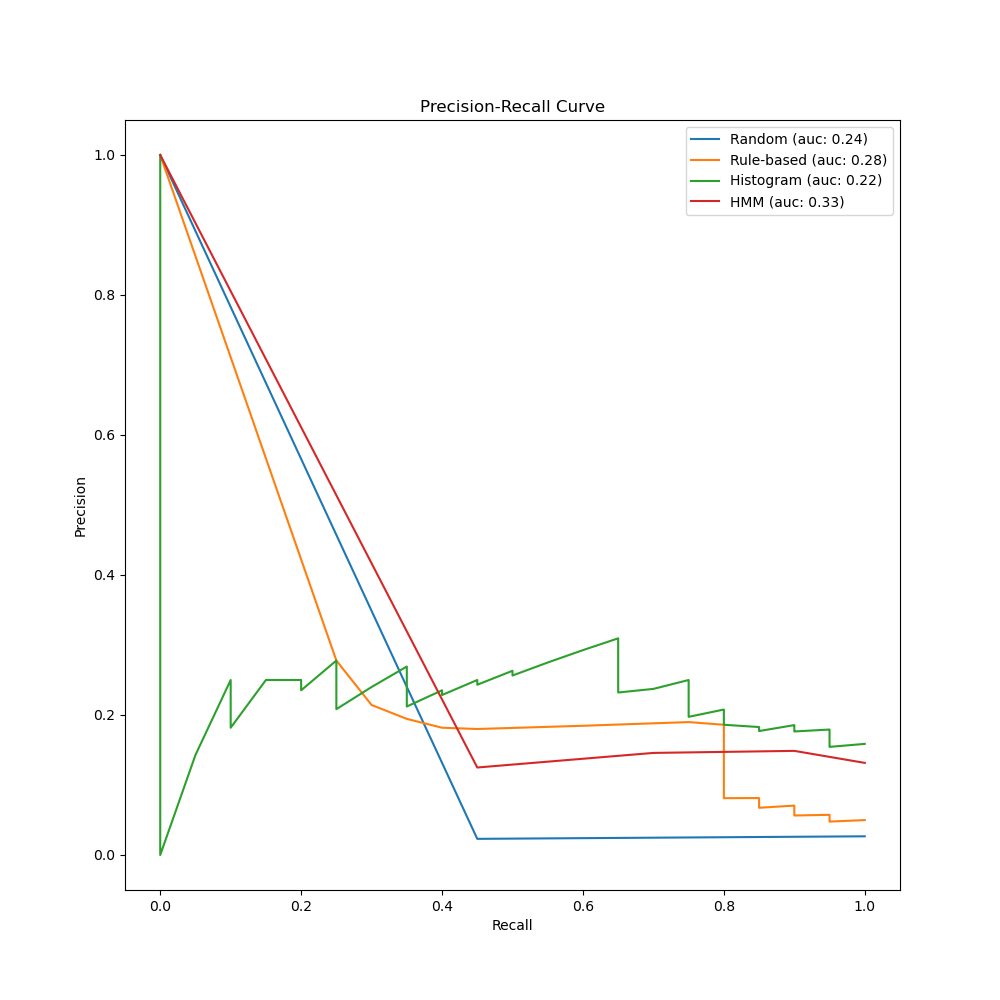 Precision-Recall Curve
Random (auc: 0.24)
Rule-based (auc: 0.28)
Histogram (auc: 0.22)
HMM (auc: 0.33)
1.0
0.8
0.6
0.4
0.2
0.0
Precision
0.0 0.2 0.4 0.6 0.8 1.0
Recall